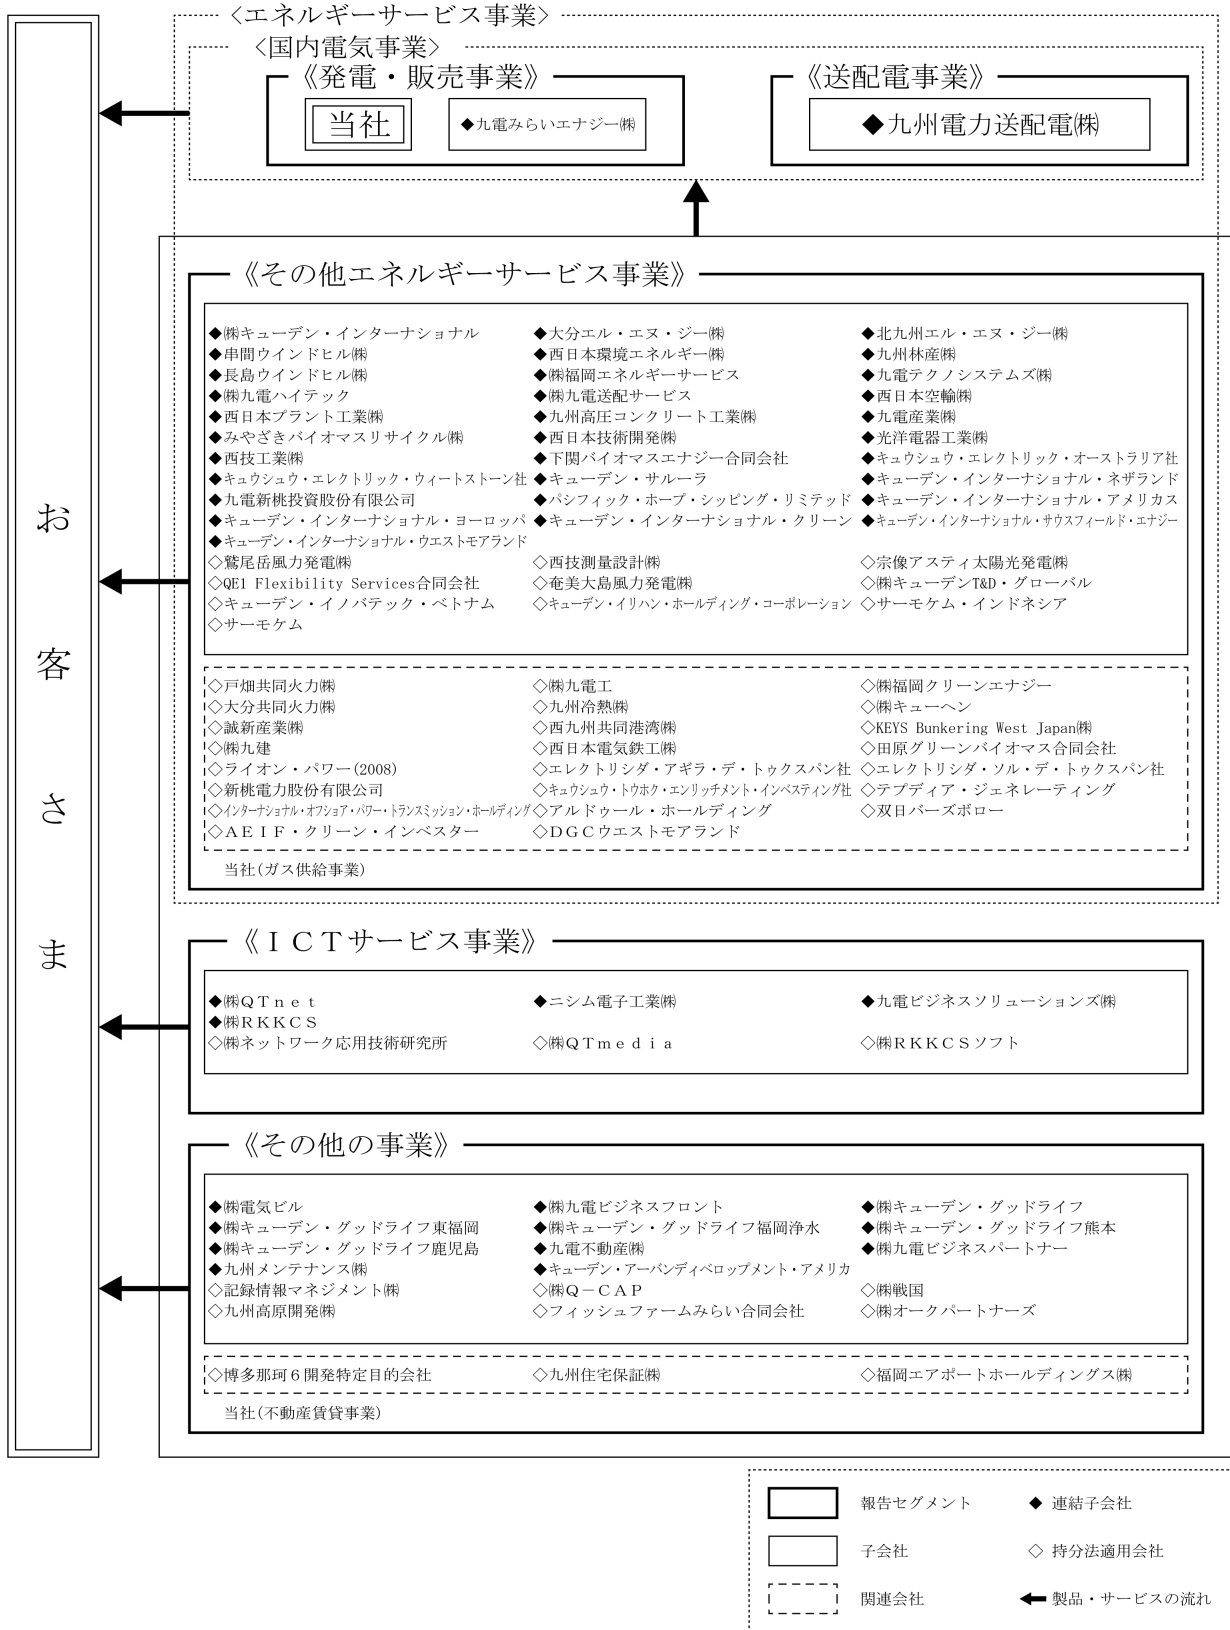 〈エネルギーサービス事業〉
〈国内電気事業〉
《発電・販売事業》
《送配電事業》
当社
◆九電みらいエナジー㈱
◆九州電力送配電㈱
お客さま
《その他エネルギーサービス事業》
◆㈱キューデン・インターナショナル ◆大分エル・エヌ・ジー㈱ ◆北九州エル・エヌ・ジー㈱
◆串間ウインドヒル㈱ ◆西日本環境エネルギー㈱ ◆九州林産㈱
◆長島ウインドヒル㈱ ◆㈱福岡エネルギーサービス ◆九電テクノシステムズ㈱
◆㈱九電ハイテック ◆㈱九電送配サービス ◆西日本空輸㈱
◆西日本プラント工業㈱ ◆九州高圧コンクリート工業㈱ ◆九電産業㈱
◆みやざきバイオマスリサイクル㈱ ◆西日本技術開発㈱ ◆光洋電器工業㈱
◆西技工業㈱ ◆下関バイオマスエナジー合同会社 ◆キュウシュウ・エレクトリック・オーストラリア社
◆キュウシュウ・エレクトリック・ウィートストーン社 ◆キューデン・サルーラ ◆キューデン・インターナショナル・ネザランド
◆九電新桃投資股份有限公司 ◆パシフィック・ホープ・シッピング・リミテッド ◆キューデン・インターナショナル・アメリカス
◆キューデン・インターナショナル・ヨーロッパ ◆キューデン・インターナショナル・クリーン ◆キューデン・インターナショナル・サウスフィールド・エナジー
◆キューデン・インターナショナル・ウエストモアランド
◇鷲尾岳風力発電㈱ ◇西技測量設計㈱ ◇宗像アスティ太陽光発電㈱
◇QE1 Flexibility Services合同会社 ◇奄美大島風力発電㈱ ◇㈱キューデンT&D・グローバル
◇キューデン・イノバテック・ベトナム ◇キューデン・イリハン・ホールディング・コーポレーション ◇サーモケム・インドネシア
◇サーモケム
◇戸畑共同火力㈱ ◇㈱九電工 ◇㈱福岡クリーンエナジー
◇大分共同火力㈱ ◇九州冷熱㈱ ◇㈱キューヘン
◇誠新産業㈱ ◇西九州共同港湾㈱ ◇KEYS Bunkering West Japan㈱
◇㈱九建 ◇西日本電気鉄工㈱ ◇田原グリーンバイオマス合同会社
◇ライオン・パワー(2008) ◇エレクトリシダ・アギラ・デ・トゥクスパン社 ◇エレクトリシダ・ソル・デ・トゥクスパン社
◇新桃電力股份有限公司 ◇キュウシュウ・トウホク・エンリッチメント・インベスティング社 ◇テプディア・ジェネレーティング
◇インターナショナル・オフショア・パワー・トランスミッション・ホールディング ◇アルドゥール・ホールディング ◇双日バーズボロー
◇ＡＥＩＦ・クリーン・インベスター ◇ＤＧＣウエストモアランド
当社(ガス供給事業)
《ＩＣＴサービス事業》
◆㈱ＱＴｎｅｔ ◆ニシム電子工業㈱ ◆九電ビジネスソリューションズ㈱
◆㈱ＲＫＫＣＳ
◇㈱ネットワーク応用技術研究所 ◇㈱ＱＴｍｅｄｉａ ◇㈱ＲＫＫＣＳソフト
《その他の事業》
◆㈱電気ビル ◆㈱九電ビジネスフロント ◆㈱キューデン・グッドライフ
◆㈱キューデン・グッドライフ東福岡 ◆㈱キューデン・グッドライフ福岡浄水 ◆㈱キューデン・グッドライフ熊本
◆㈱キューデン・グッドライフ鹿児島 ◆九電不動産㈱ ◆㈱九電ビジネスパートナー
◆九州メンテナンス㈱ ◆キューデン・アーバンディベロップメント・アメリカ
◇記録情報マネジメント㈱ ◇㈱Ｑ－ＣＡＰ ◇㈱戦国
◇九州高原開発㈱ ◇フィッシュファームみらい合同会社 ◇㈱オークパートナーズ
◇博多那珂６開発特定目的会社 ◇九州住宅保証㈱ ◇福岡エアポートホールディングス㈱
当社(不動産賃貸事業)
報告セグメント ◆ 連結子会社
子会社 ◇ 持分法適用会社
関連会社 製品・サービスの流れ